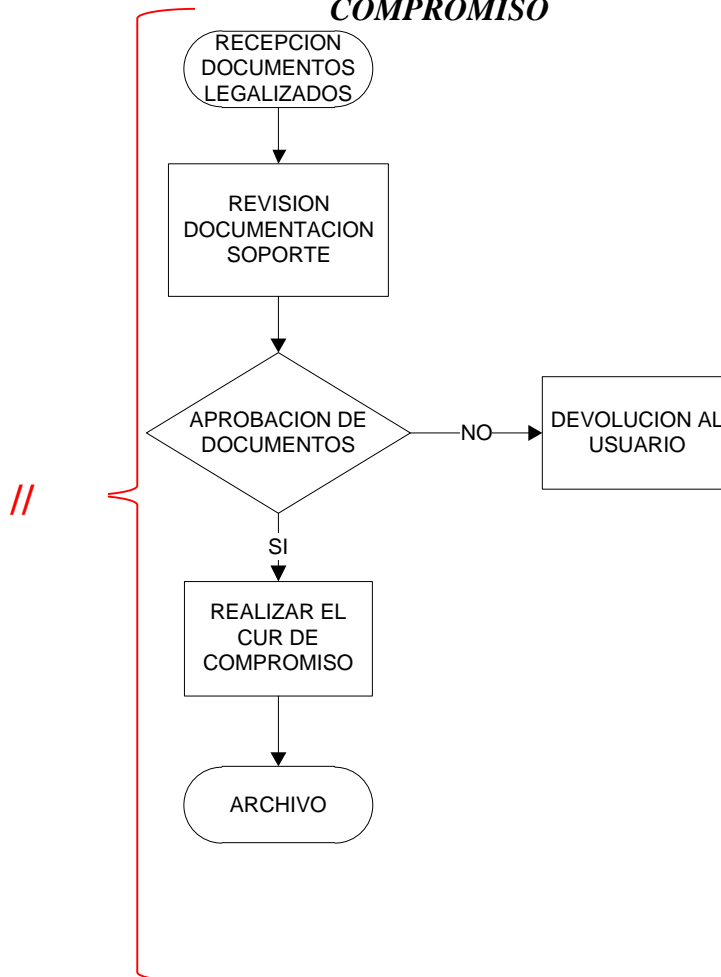 COMPROMISO
RECEPCION
DOCUMENTOS
LEGALIZADOS
REVISION
DOCUMENTACION
SOPORTE
APROBACION DE
DOCUMENTOS
NO
DEVOLUCION AL
USUARIO
//
SI
REALIZAR EL
CUR DE
COMPROMISO
ARCHIVO